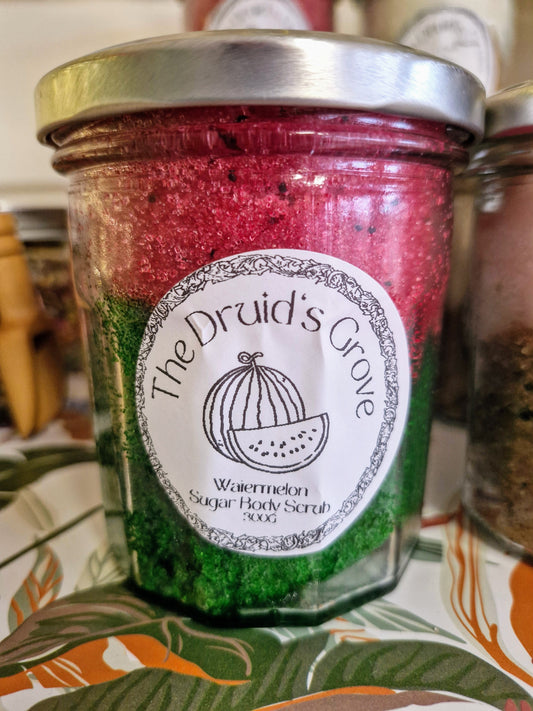 The Druid's Grove
Watermelon
Sugar Body Scrub
300G